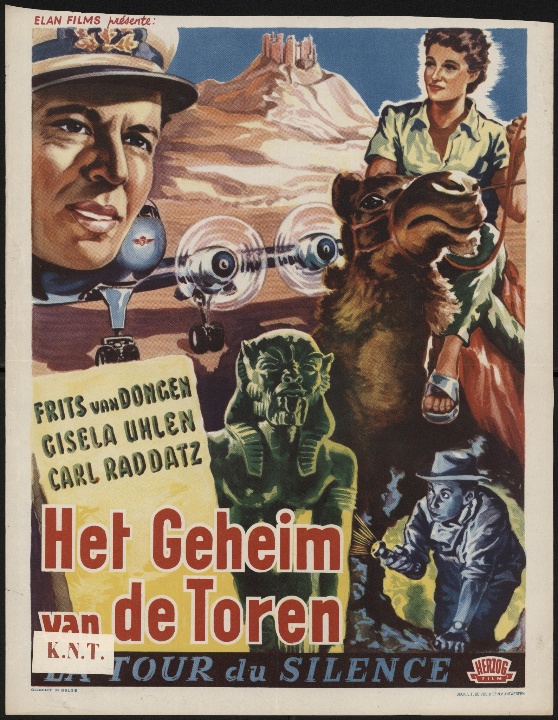 ELAN FILMS présente:
FRITS VAN DONGEN
GISELA UHLEN
CARL RADDATZ
Het Geheim
van de Toren
K.N.T.
LA TOUR du SILENCE
HERZOG
FILM